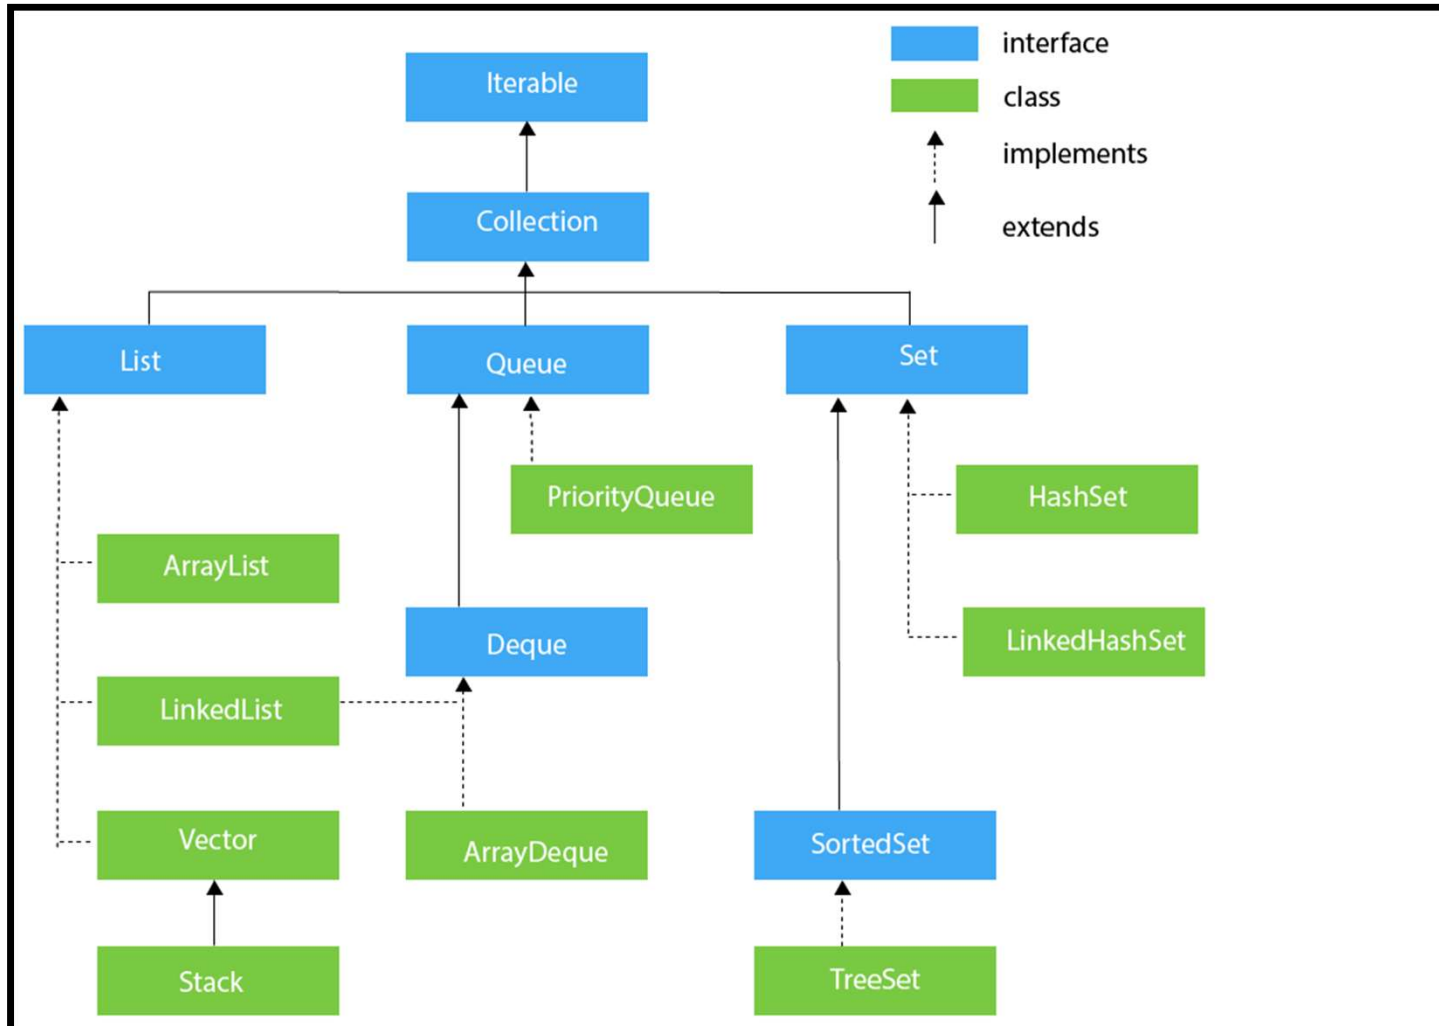 interface
class
implements
extends
Iterable
Collection
List
Queue
Set
PriorityQueue
HashSet
ArrayList
Deque
LinkedHashSet
LinkedList
Vector
ArrayDeque
SortedSet
Stack
TreeSet